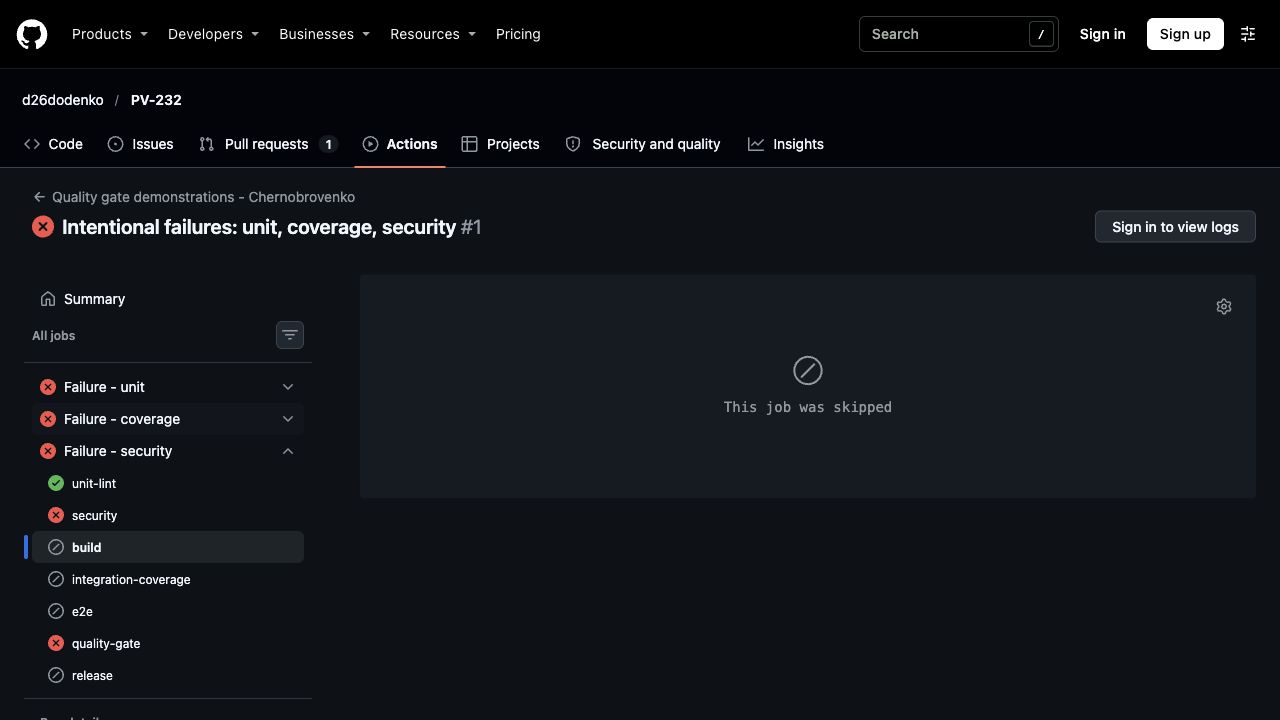 Products Developers Businesses Resources Pricing Search / Sign in Sign up
d26dodenko / PV-232
Code Issues Pull requests 1 Actions Projects Security and quality Insights
← Quality gate demonstrations - Chernobrovenko
Intentional failures: unit, coverage, security #1
Sign in to view logs
Summary
All jobs
Failure - unit
Failure - coverage
Failure - security
unit-lint
security
build
integration-coverage
e2e
quality-gate
release
This job was skipped